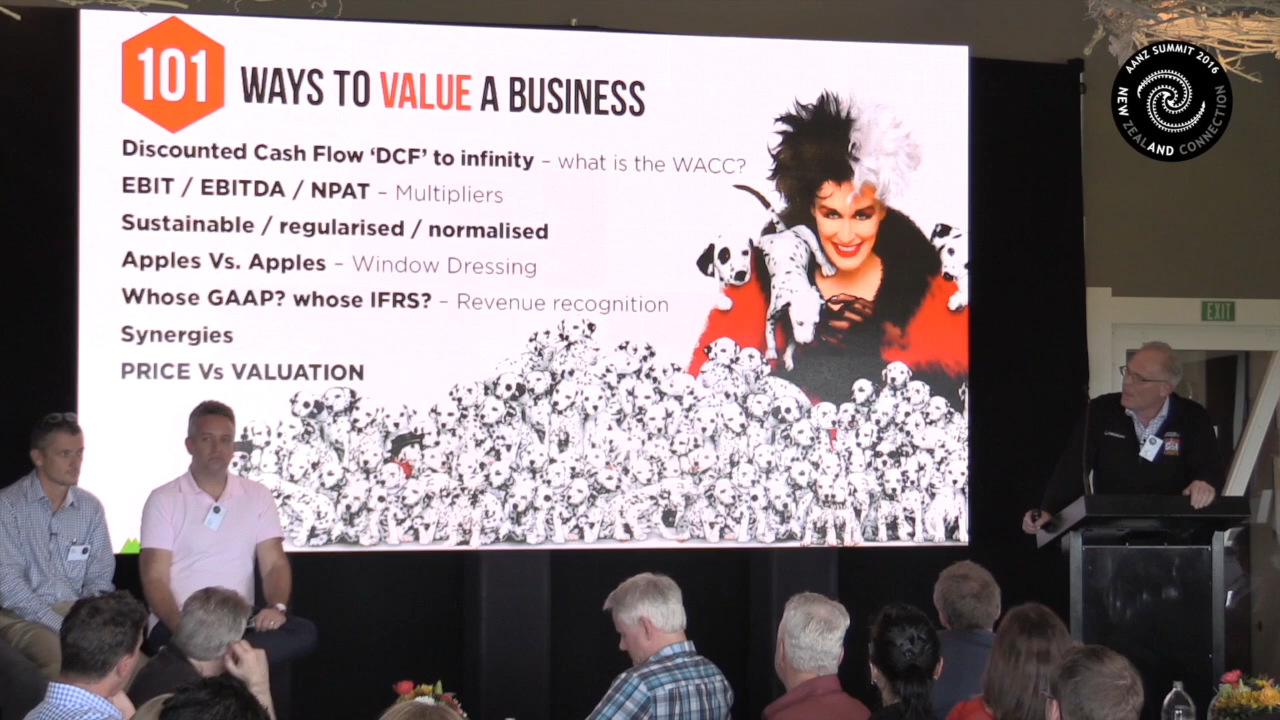 101 WAYS TO VALUE A BUSINESS
Discounted Cash Flow ‘DCF’ to infinity – what is the WACC?
EBIT / EBITDA / NPAT – Multipliers
Sustainable / regularised / normalised
Apples Vs. Apples – Window Dressing
Whose GAAP? whose IFRS? – Revenue recognition
Synergies
PRICE Vs VALUATION
AANZ SUMMIT 2016
NEW ZEALAND CONNECTION
EXIT